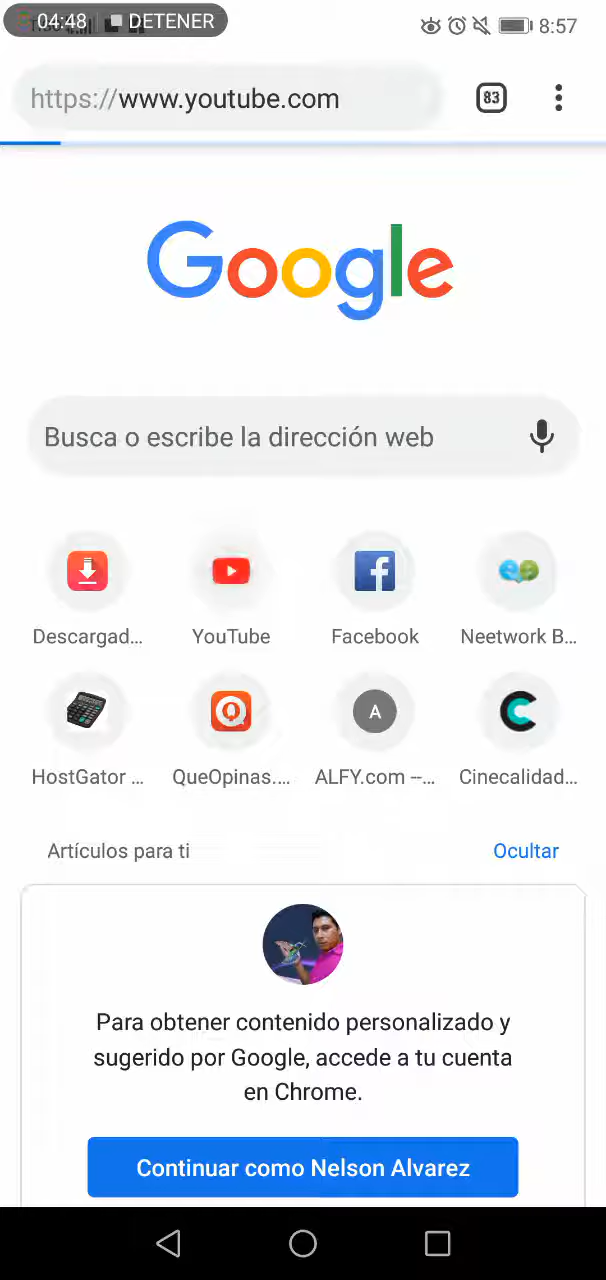 04:48 DETENER
8:57
https://www.youtube.com
83
Google
Busca o escribe la dirección web
Descargad...
YouTube
Facebook
Neetwork B...
A
HostGator ...
QueOpinas....
ALFY.com --...
Cinecalidad...
Artículos para ti
Ocultar
Para obtener contenido personalizado y
sugerido por Google, accede a tu cuenta
en Chrome.
Continuar como Nelson Alvarez